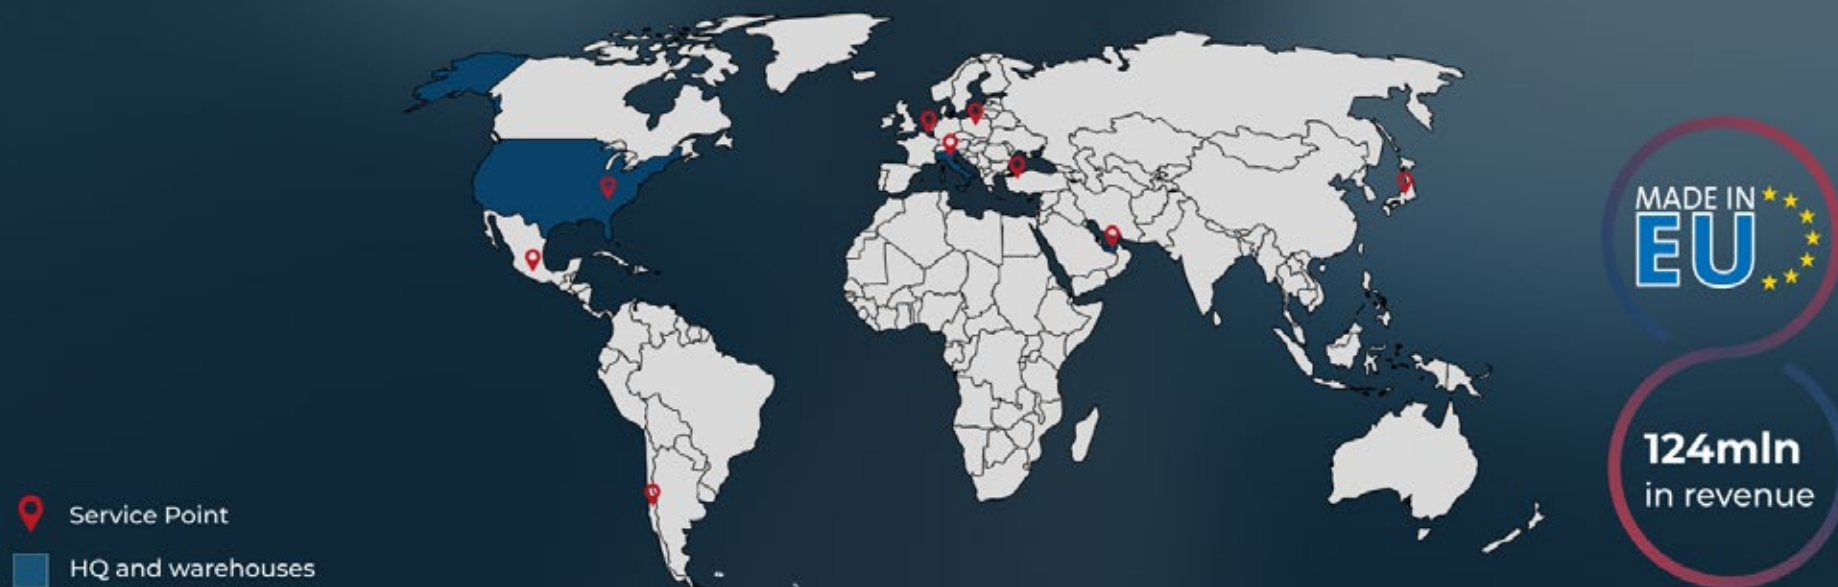 MADE IN
EU
124mln
in revenue
Service Point
HQ and warehouses